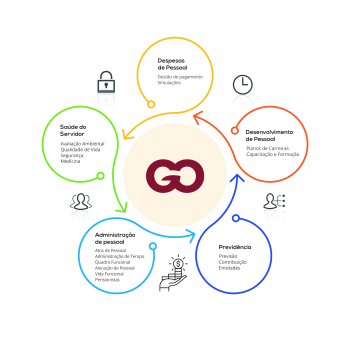 Despesas
de Pessoal
Gestão de pagamento
Simulações
Saúde do
Servidor
Avaliação Ambiental
Qualidade de Vida
Segurança
Medicina
Desenvolvimento
de Pessoal
Planos de Carreiras
Capacitação e Formação
GO
Administração
de pessoal
Atos de Pessoal
Administração de Tempo
Quadro Funcional
Alocação de Pessoal
Vida Funcional
Pensionistas
Previdência
Previsão
Contribuição
Entidades
$